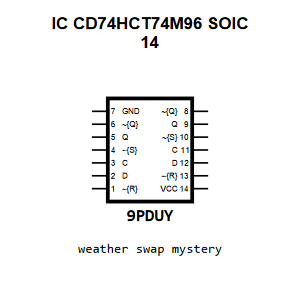 IC CD74HCT74M96 SOIC
14
7 GND ~{Q} 8
6 ~{Q} Q 9
5 Q ~{S} 10
4 ~{S} C 11
3 C D 12
2 D ~{R} 13
1 ~{R} VCC 14
9PDUY
weather swap mystery